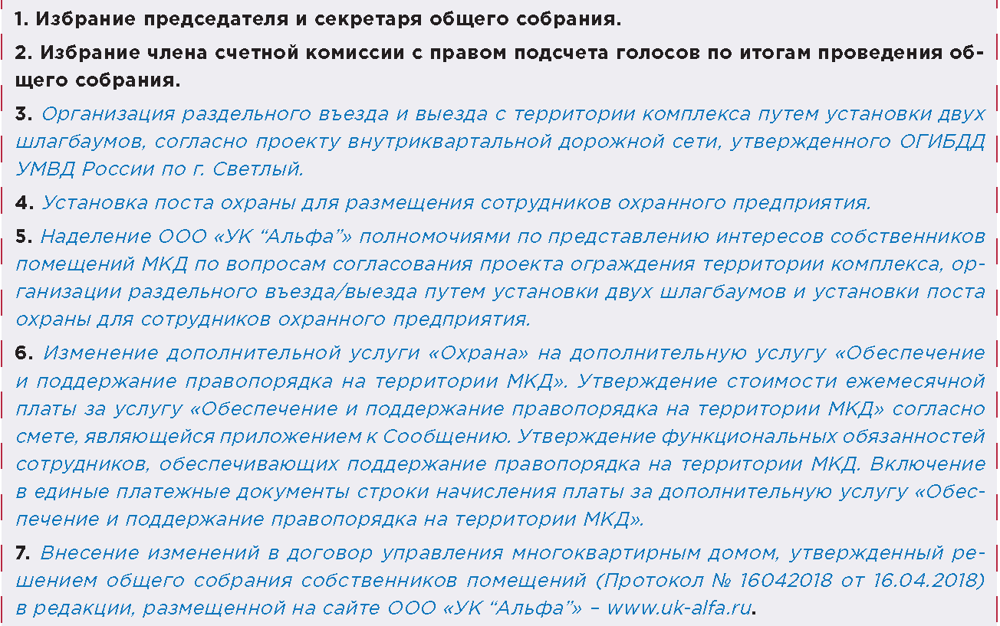 1. Избрание председателя и секретаря общего собрания.
2. Избрание члена счетной комиссии с правом подсчета голосов по итогам проведения об-
щего собрания.
3. Организация раздельного въезда и выезда с территории комплекса путем установки двух
шлагбаумов, согласно проекту внутриквартальной дорожной сети, утвержденного ОГИБДД
УМВД России по г. Светлый.
4. Установка поста охраны для размещения сотрудников охранного предприятия.
5. Наделение ООО «УК “Альфа”» полномочиями по представлению интересов собственников
помещений МКД по вопросам согласования проекта ограждения территории комплекса, ор-
ганизации раздельного въезда/выезда путем установки двух шлагбаумов и установки поста
охраны для сотрудников охранного предприятия.
6. Изменение дополнительной услуги «Охрана» на дополнительную услугу «Обеспечение
и поддержание правопорядка на территории МКД». Утверждение стоимости ежемесячной
платы за услугу «Обеспечение и поддержание правопорядка на территории МКД» согласно
смете, являющейся приложением к Сообщению. Утверждение функциональных обязанностей
сотрудников, обеспечивающих поддержание правопорядка на территории МКД. Включение
в единые платежные документы строки начисления платы за дополнительную услугу «Обес-
печение и поддержание правопорядка на территории МКД».
7. Внесение изменений в договор управления многоквартирным домом, утвержденный ре-
шением общего собрания собственников помещений (Протокол № 16042018 от 16.04.2018)
в редакции, размещенной на сайте ООО «УК “Альфа”» – www.uk-alfa.ru.